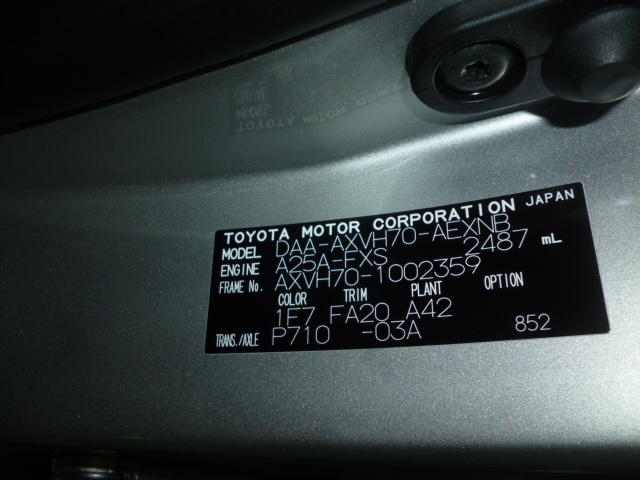 TOYOTA MOTOR CORPORATION JAPAN
MODEL DAA-AXVH70-AEXNB
ENGINE A25A-FXS 2487 mL
FRAME No. AXVH70-1002359
COLOR TRIM PLANT OPTION
1F7 FA20 A42
TRANS./AXLE P710 -03A 852